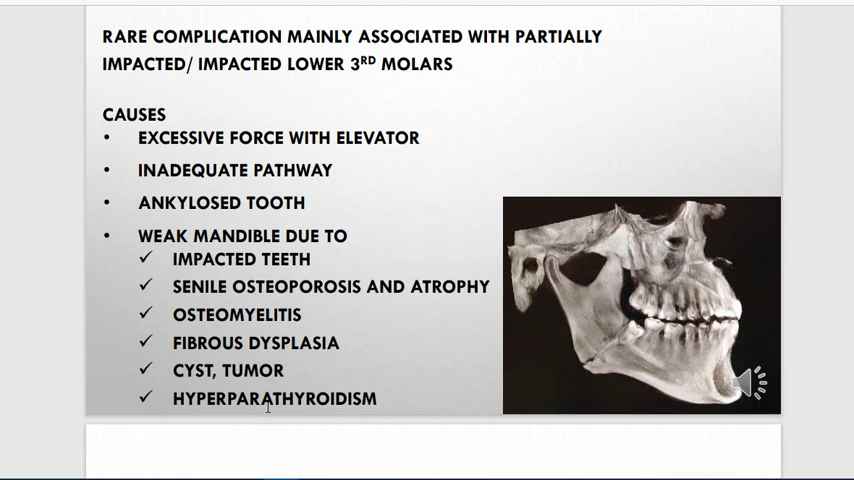 RARE COMPLICATION MAINLY ASSOCIATED WITH PARTIALLY
IMPACTED/ IMPACTED LOWER 3RD MOLARS
CAUSES
• EXCESSIVE FORCE WITH ELEVATOR
• INADEQUATE PATHWAY
• ANKYLOSED TOOTH
• WEAK MANDIBLE DUE TO
✓ IMPACTED TEETH
✓ SENILE OSTEOPOROSIS AND ATROPHY
✓ OSTEOMYELITIS
✓ FIBROUS DYSPLASIA
✓ CYST, TUMOR
✓ HYPERPARATHYROIDISM